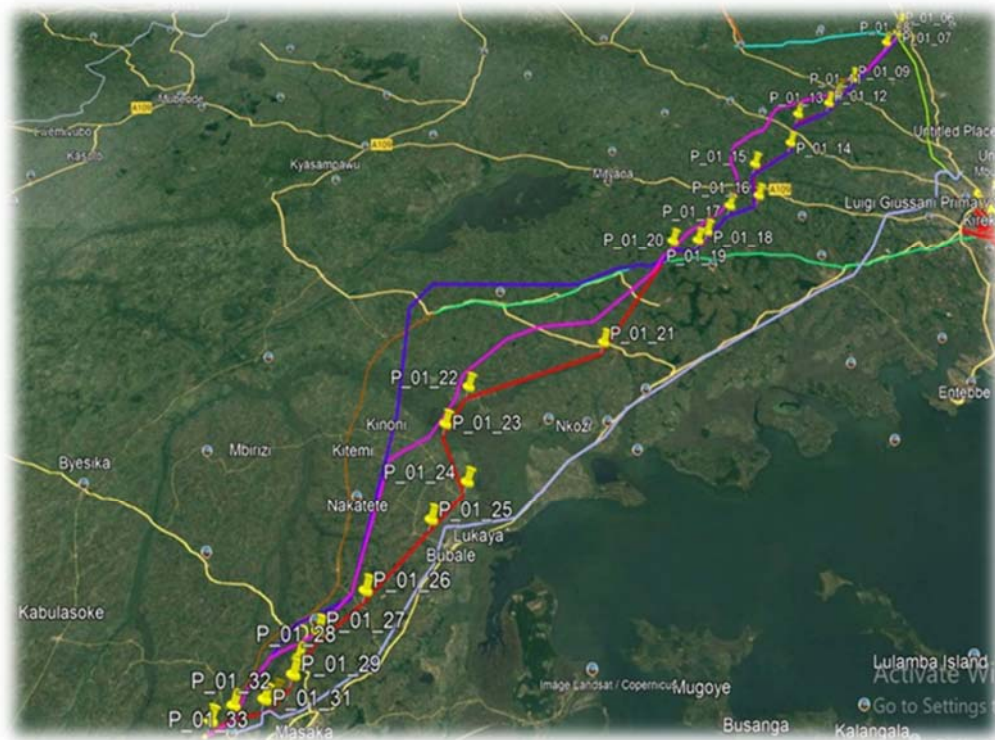 P_01_06
P_01_07
P_01_09
P_01_12
P_01_13
A109
Mubende
Kasolo
A109
Kyasampawu
P_01_14
Untitled Place
P_01_15
Mityana
P_01_16
A109
P_01_17
Luigi Giussani Primary
P_01_20
P_01_18
P_01_19
P_01_21
P_01_22
Entebbe
Kinoni
P_01_23
Nkozi
Mbirizi
Kitemi
Byesika
P_01_24
Nakatete
P_01_25
Lukaya
Bubale
P_01_26
Kabulasoke
P_01_27
P_01_28
P_01_29
Lulamba Island
P_01_32
Activate Wi
Image Landsat / Copernicus
Mugoye
P_01_31
Go to Settings t
P_01_33
Masaka
Busanga
Kalangala